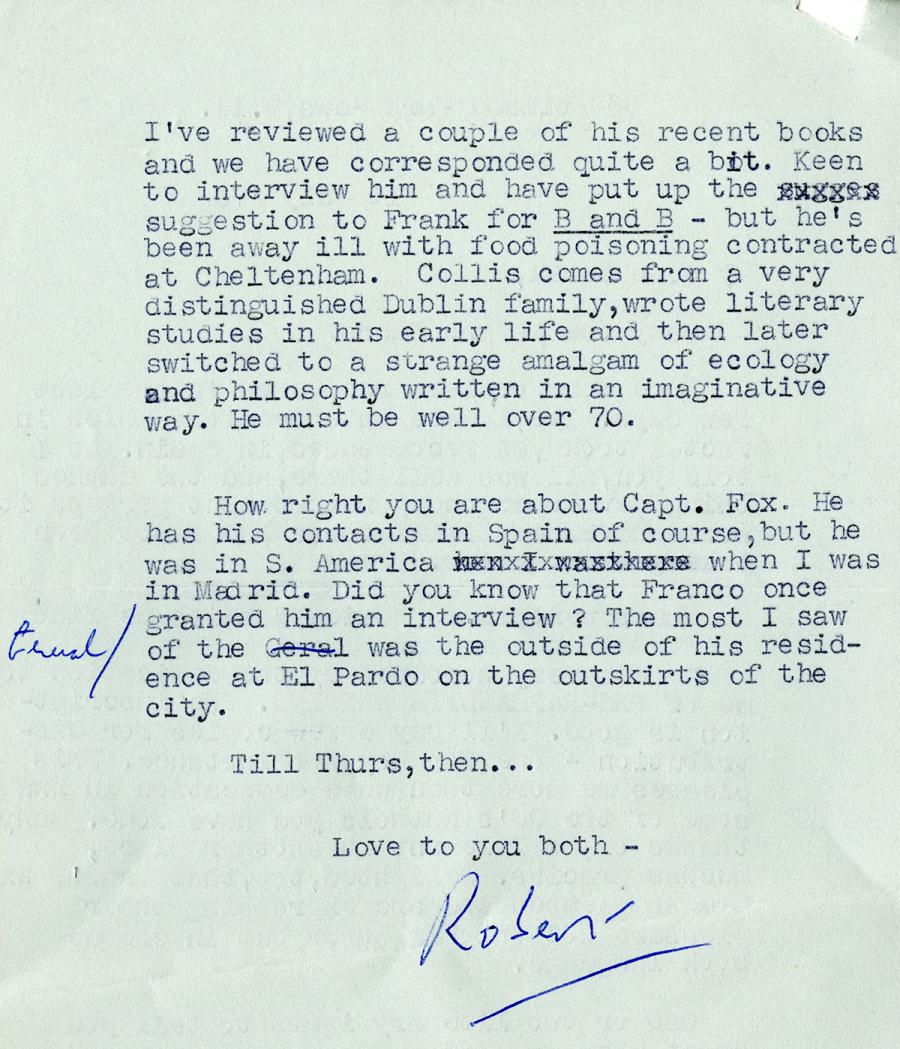 I've reviewed a couple of his recent books
and we have corresponded quite a bit. Keen
to interview him and have put up the sugges
suggestion to Frank for B and B - but he's
been away ill with food poisoning contracted
at Cheltenham. Collis comes from a very
distinguished Dublin family,wrote literary
studies in his early life and then later
switched to a strange amalgam of ecology
and philosophy written in an imaginative
way. He must be well over 70.
How right you are about Capt. Fox. He
has his contacts in Spain of course,but he
was in S. America when I was
in Madrid. Did you know that Franco once
granted him an interview ? The most I saw
of the Geral was the outside of his resid-
ence at El Pardo on the outskirts of the
city.
Till Thurs,then...
Love to you both -
Robert